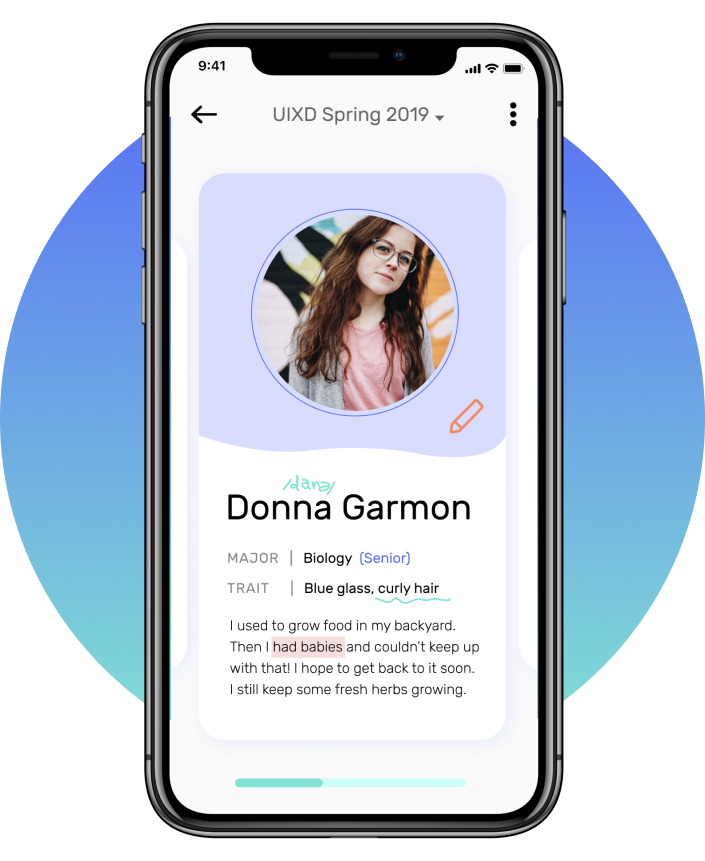 9:41
UIXD Spring 2019
Donna Garmon
MAJOR | Biology (Senior)
TRAIT | Blue glass, curly hair
I used to grow food in my backyard.
Then I had babies and couldn't keep up
with that! I hope to get back to it soon.
I still keep some fresh herbs growing.